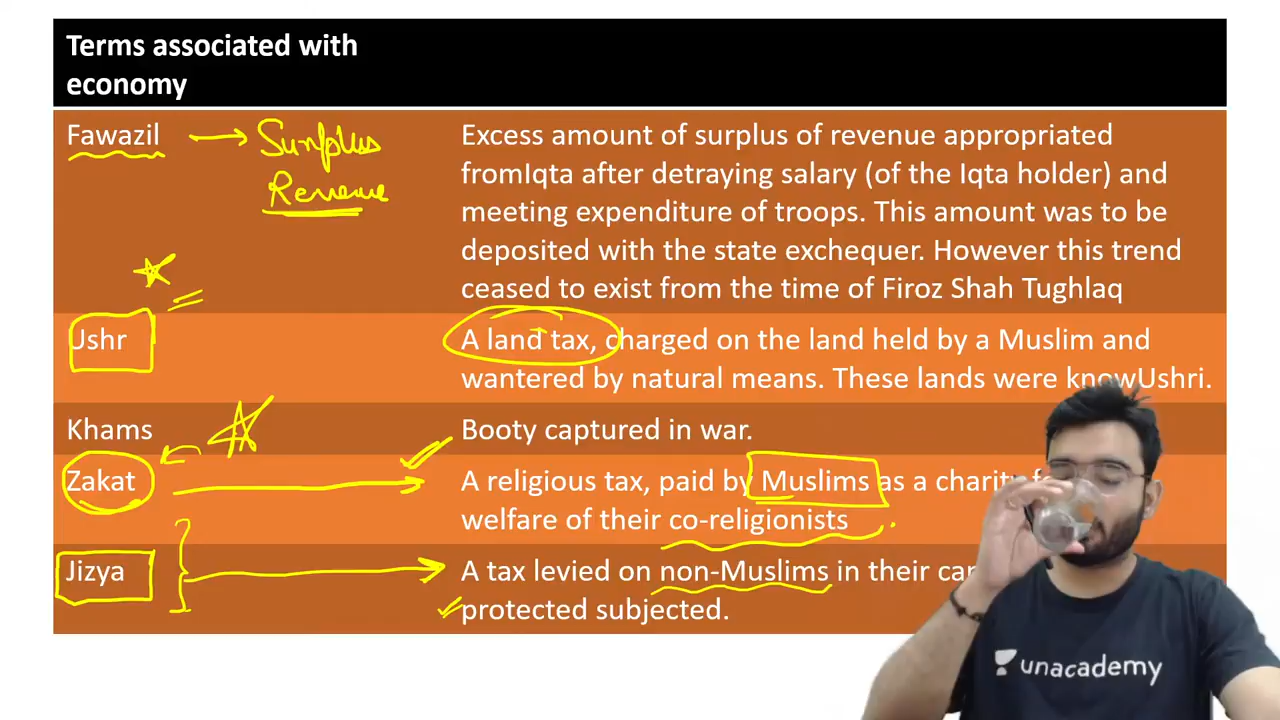 Terms associated with
economy
Fawazil
Surplus
Revenue
Excess amount of surplus of revenue appropriated
fromIqta after detraying salary (of the Iqta holder) and
meeting expenditure of troops. This amount was to be
deposited with the state exchequer. However this trend
ceased to exist from the time of Firoz Shah Tughlaq
Ushr
A land tax, charged on the land held by a Muslim and
wantered by natural means. These lands were knowUshri.
Khams
Booty captured in war.
Zakat
A religious tax, paid by Muslims as a charity
welfare of their co-religionists
Jizya
A tax levied on non-Muslims in their
protected subjected.
unacademy